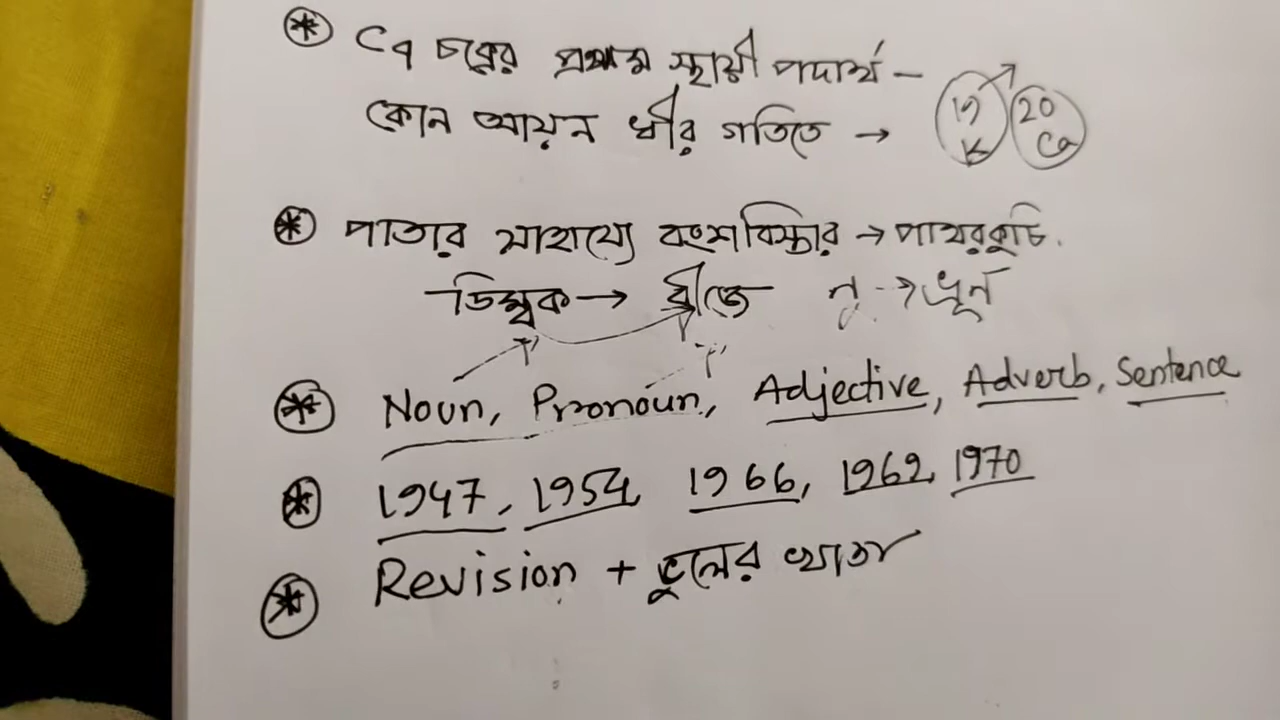 * C4 চক্রের প্রথম স্থায়ী পদার্থ –
কোন আয়ন ধীর গতিতে → 19 K 20 Ca
* পাতার সাহায্যে বংশবিস্তার → পাথরকুচি.
ডিম্বক → বীজে → ভ্রূন
* Noun, Pronoun, Adjective, Adverb, Sentence
* 1947, 1954, 1966, 1962, 1970
* Revision + ভুলের খাতা